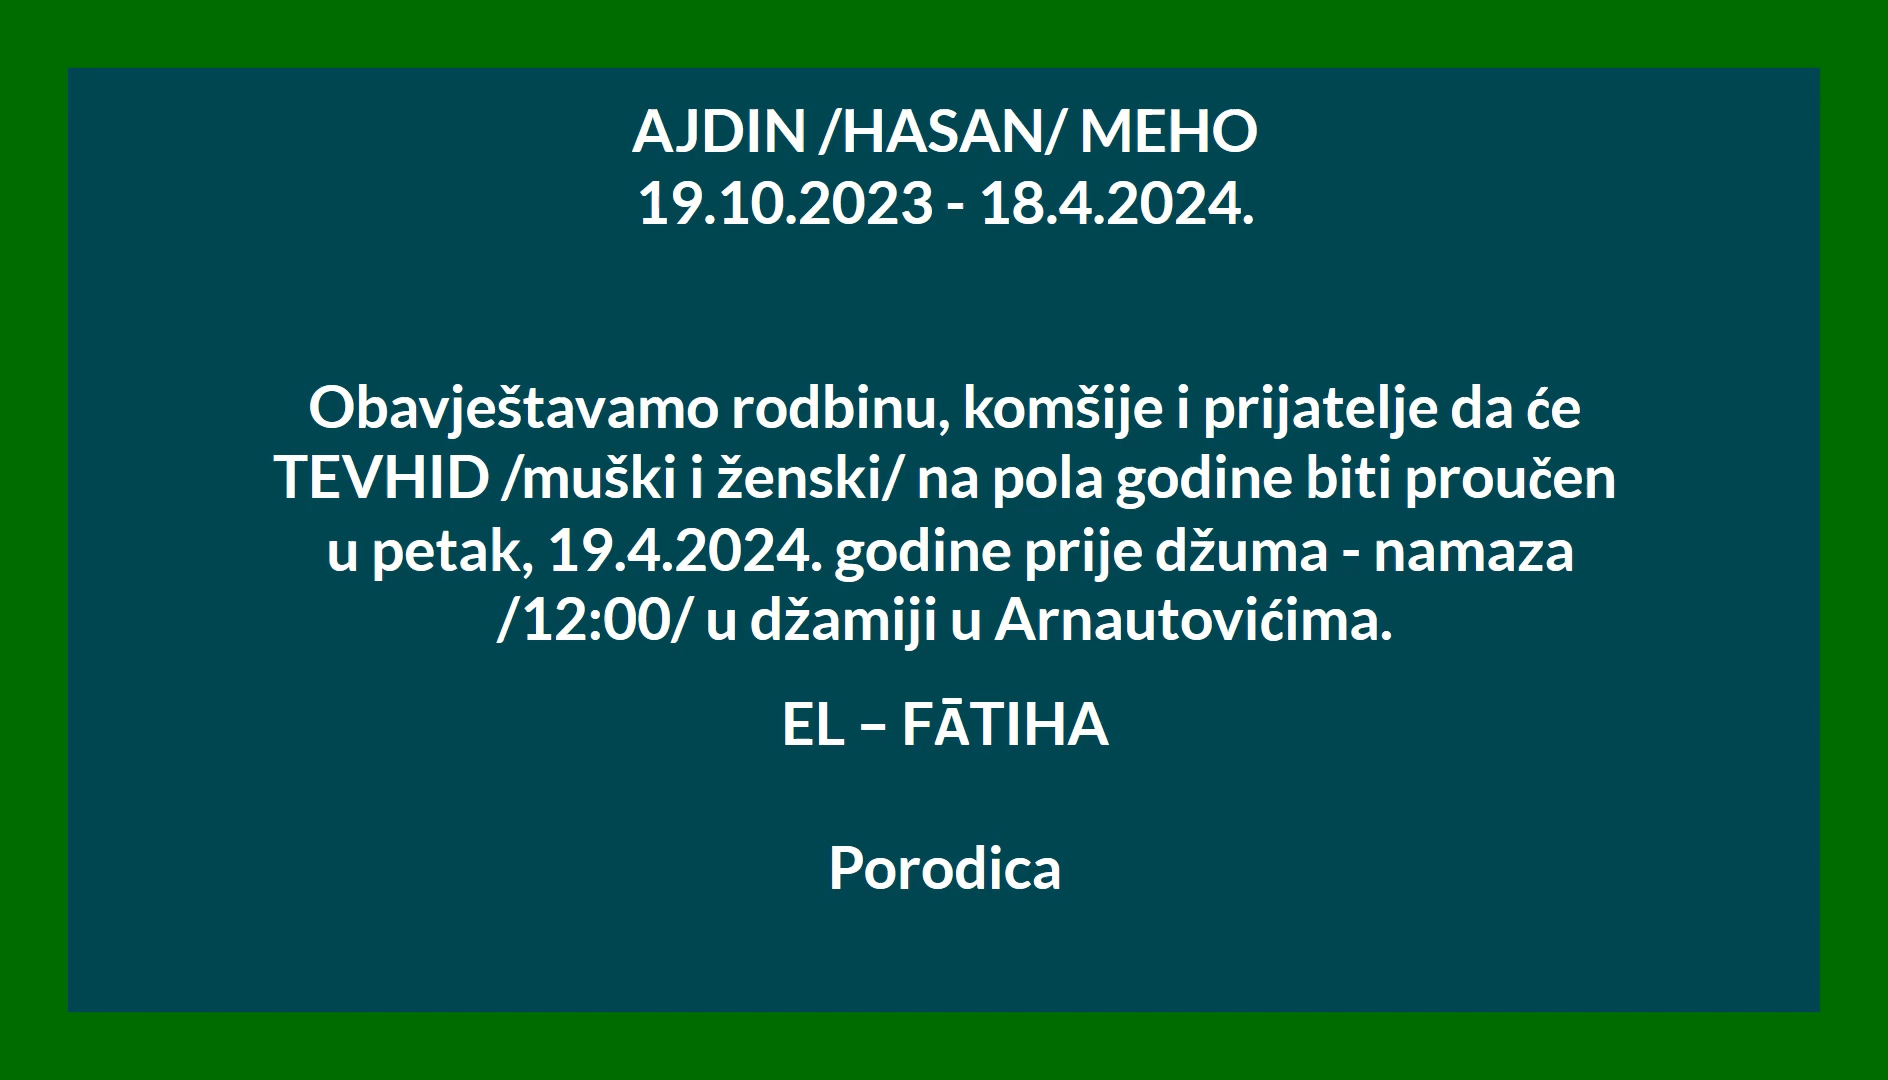 AJDIN /HASAN/ MEHO
19.10.2023 - 18.4.2024.
Obavještavamo rodbinu, komšije i prijatelje da će
TEVHID /muški i ženski/ na pola godine biti proučen
u petak, 19.4.2024. godine prije džuma - namaza
/12:00/ u džamiji u Arnautovićima.
EL – FĀTIHA
Porodica